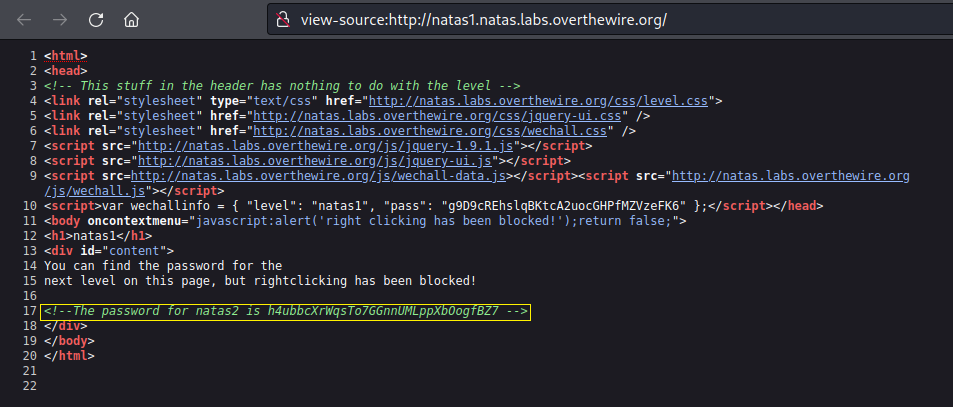 view-source:http://natas1.natas.labs.overthewire.org/
1 <html>
2 <head>
3 <!-- This stuff in the header has nothing to do with the level -->
4 <link rel="stylesheet" type="text/css" href="http://natas.labs.overthewire.org/css/level.css">
5 <link rel="stylesheet" href="http://natas.labs.overthewire.org/css/jquery-ui.css" />
6 <link rel="stylesheet" href="http://natas.labs.overthewire.org/css/wechall.css" />
7 <script src="http://natas.labs.overthewire.org/js/jquery-1.9.1.js"></script>
8 <script src="http://natas.labs.overthewire.org/js/jquery-ui.js"></script>
9 <script src=http://natas.labs.overthewire.org/js/wechall-data.js></script><script src="http://natas.labs.overthewire.org
/js/wechall.js"></script>
10 <script>var wechallinfo = { "level": "natas1", "pass": "g9D9cREhslqBKtcA2uocGHPfMZVzeFK6" };</script></head>
11 <body oncontextmenu="javascript:alert('right clicking has been blocked!');return false;">
12 <h1>natas1</h1>
13 <div id="content">
14 You can find the password for the
15 next level on this page, but rightclicking has been blocked!
16
17 <!--The password for natas2 is h4ubbcXrWqsTo7GGnnUMLppXbOogfBZ7 -->
18 </div>
19 </body>
20 </html>
21
22